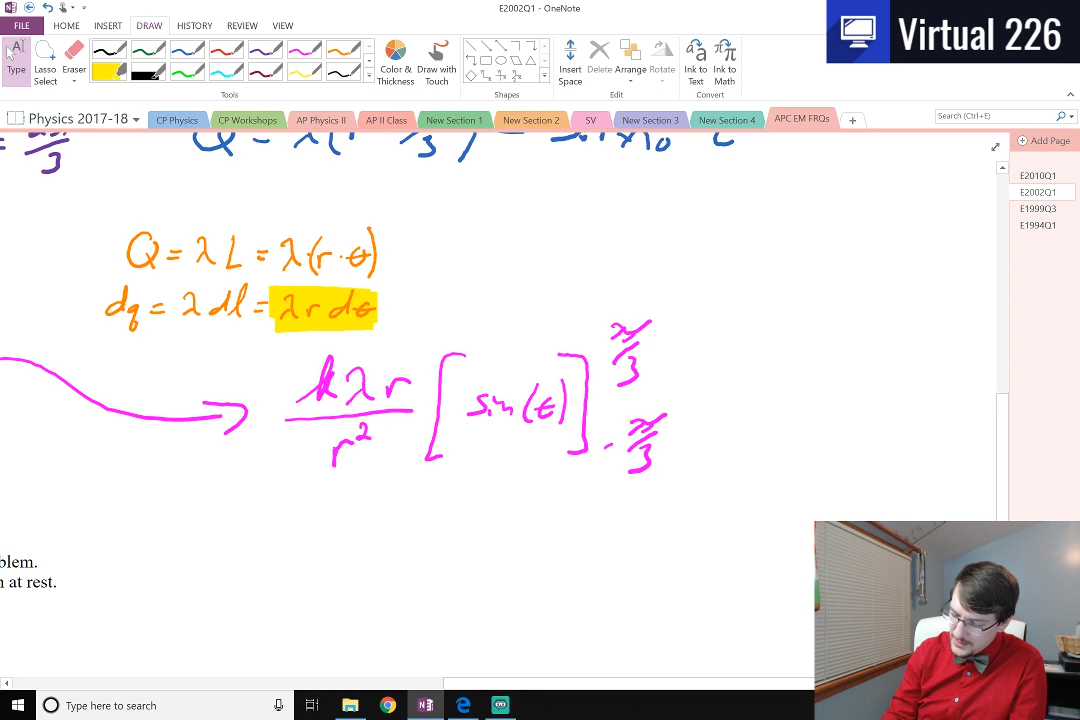 E2002Q1 - OneNote
FILE HOME INSERT DRAW HISTORY REVIEW VIEW
Virtual 226
Type
Lasso Select
Eraser
Color & Thickness
Draw with Touch
Insert Space
Delete
Arrange
Rotate
Ink to Text
Ink to Math
Tools
Shapes
Edit
Convert
Physics 2017-18
CP Physics
CP Workshops
AP Physics II
AP II Class
New Section 1
New Section 2
SV
New Section 3
New Section 4
APC EM FRQs
Search (Ctrl+E)
Add Page
E2010Q1
E2002Q1
E1999Q3
E1994Q1
Q = λL = λ(r·θ)
dq = λ dl = λ r dθ
kλr / r² [ sin(θ) ] π/3 -π/3
blem.
at rest.
Type here to search